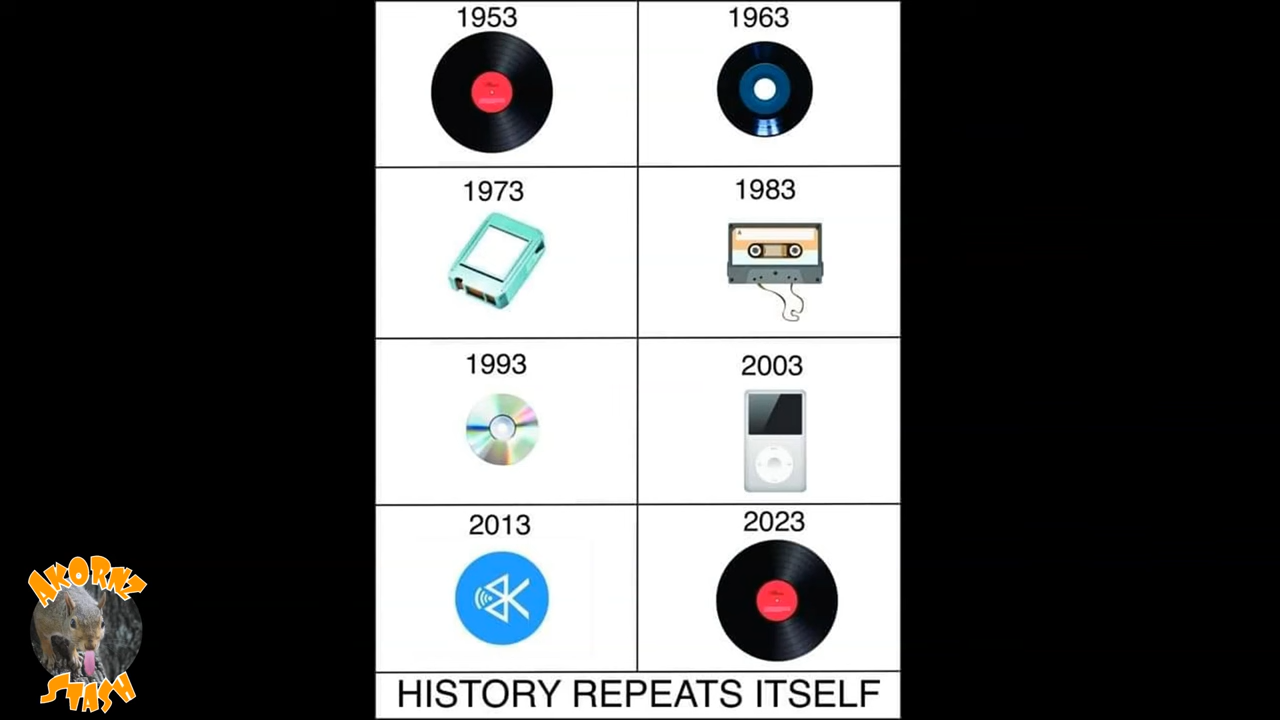 1953
1963
1973
1983
1993
2003
2013
2023
HISTORY REPEATS ITSELF
AKORNZ
STASH